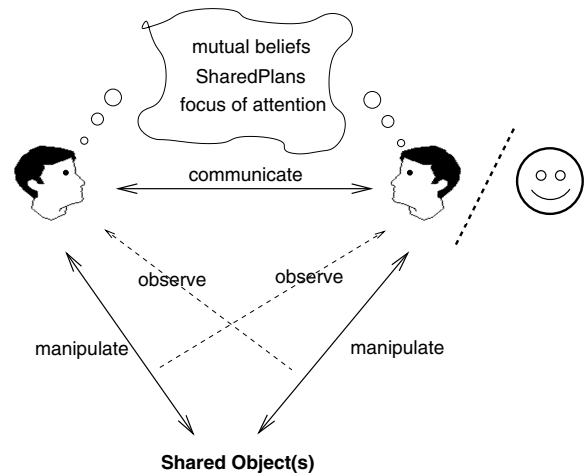 mutual beliefs
SharedPlans
focus of attention
communicate
observe
observe
manipulate
manipulate
Shared Object(s)